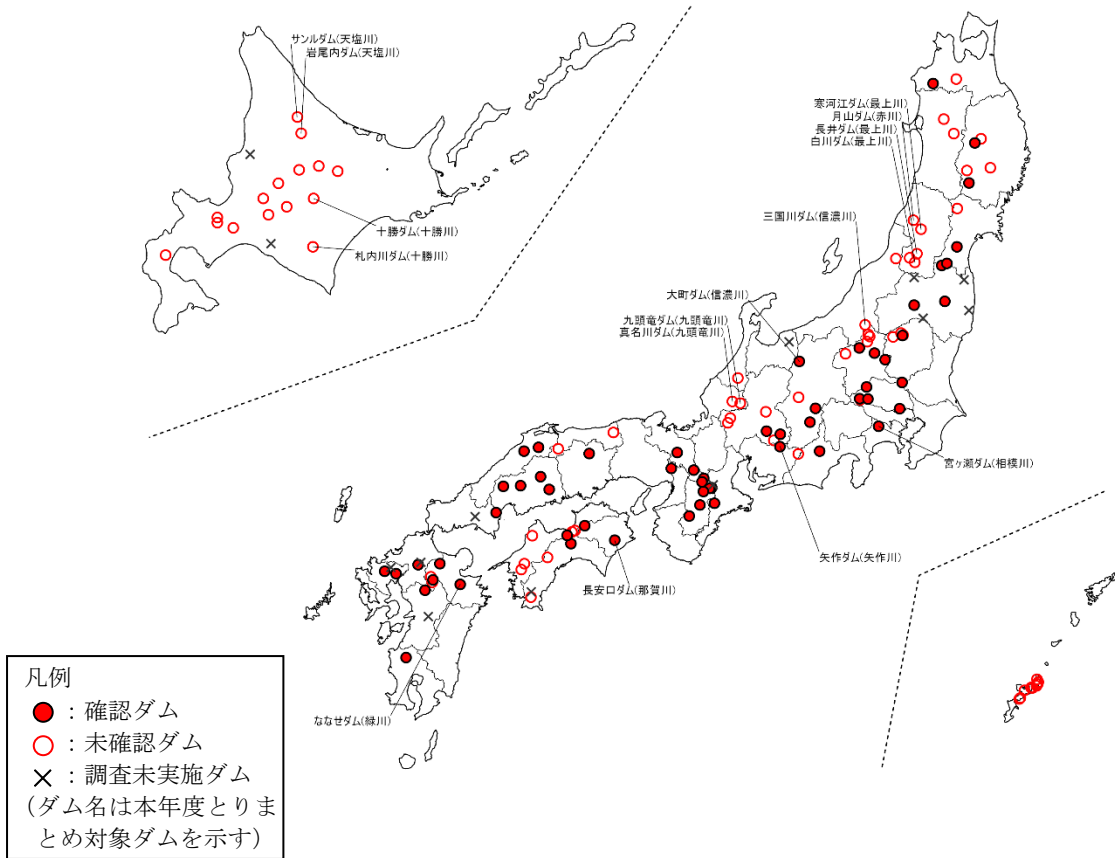 サンルダム(天塩川)
岩尾内ダム(天塩川)
十勝ダム(十勝川)
札内川ダム(十勝川)
寒河江ダム(最上川)
月山ダム(赤川)
長井ダム(最上川)
白川ダム(最上川)
三国川ダム(信濃川)
大町ダム(信濃川)
九頭竜ダム(九頭竜川)
真名川ダム(九頭竜川)
宮ヶ瀬ダム(相模川)
矢作ダム(矢作川)
長安口ダム(那賀川)
ななせダム(緑川)
凡例
：確認ダム
：未確認ダム
：調査未実施ダム
(ダム名は本年度とりま
とめ対象ダムを示す)